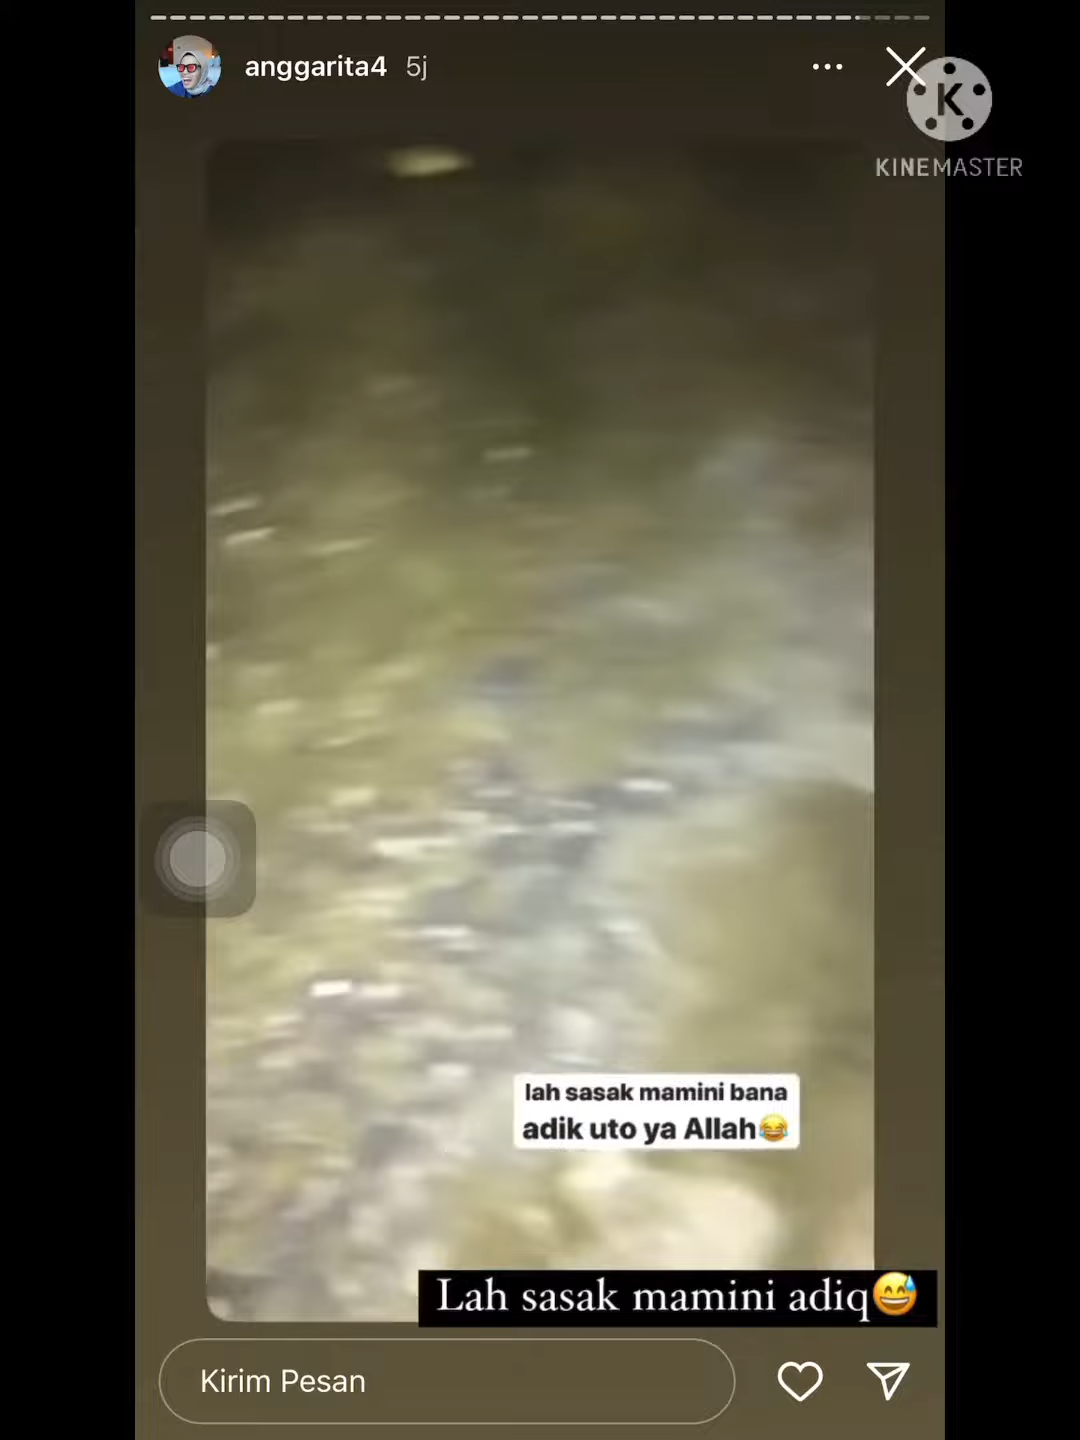 anggarita4 5j
KINEMASTER
lah sasak mamini bana
adik uto ya Allah😂
Lah sasak mamini adiq😅
Kirim Pesan